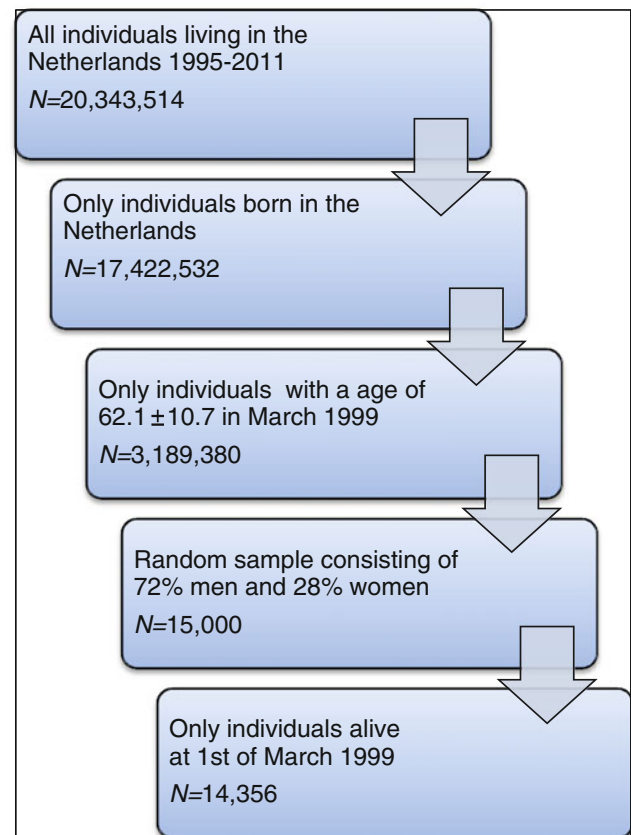 All individuals living in the
Netherlands 1995-2011
N=20,343,514
Only individuals born in the
Netherlands
N=17,422,532
Only individuals with a age of
62.1±10.7 in March 1999
N=3,189,380
Random sample consisting of
72% men and 28% women
N=15,000
Only individuals alive
at 1st of March 1999
N=14,356